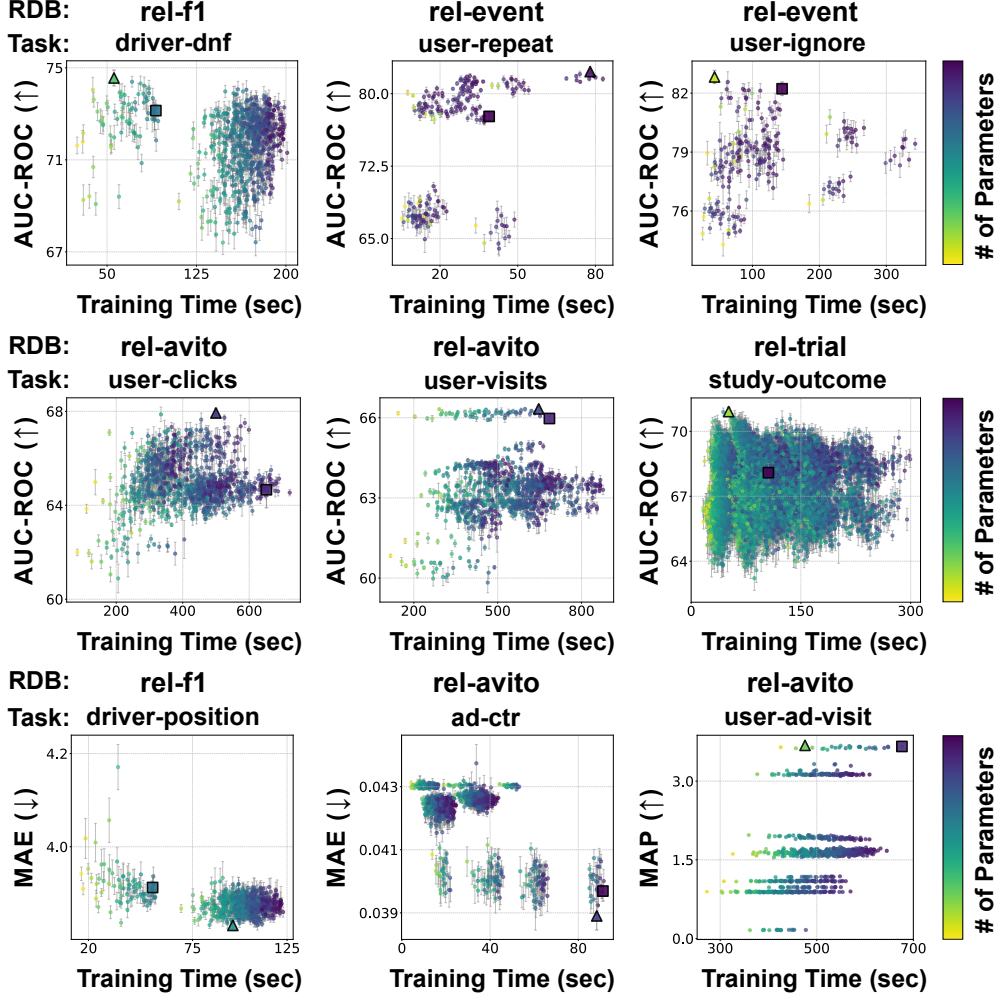 RDB: rel-f1 rel-event rel-event
Task: driver-dnf user-repeat user-ignore
AUC-ROC (↑)
75
71
67
50 125 200
Training Time (sec)
AUC-ROC (↑)
80.0
72.5
65.0
20 50 80
Training Time (sec)
AUC-ROC (↑)
82
79
76
100 200 300
Training Time (sec)
# of Parameters
RDB: rel-avito rel-avito rel-trial
Task: user-clicks user-visits study-outcome
AUC-ROC (↑)
68
64
60
200 400 600
Training Time (sec)
AUC-ROC (↑)
66
63
60
200 500 800
Training Time (sec)
AUC-ROC (↑)
70
67
64
0 150 300
Training Time (sec)
# of Parameters
RDB: rel-f1 rel-avito rel-avito
Task: driver-position ad-ctr user-ad-visit
MAE (↓)
4.2
4.0
20 75 125
Training Time (sec)
MAE (↓)
0.043
0.041
0.039
0 40 80
Training Time (sec)
MAP (↑)
3.0
1.5
0.0
300 500 700
Training Time (sec)
# of Parameters